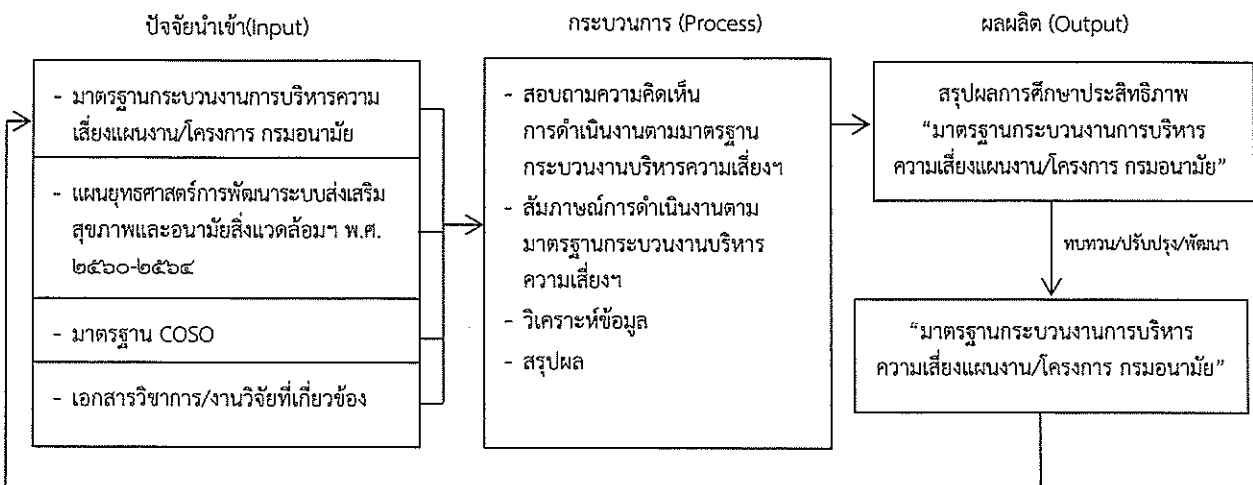 ปัจจัยนำเข้า(Input)
- มาตรฐานกระบวนงานการบริหารความ
เสี่ยงแผนงาน/โครงการ กรมอนามัย
- แผนยุทธศาสตร์การพัฒนาระบบส่งเสริม
สุขภาพและอนามัยสิ่งแวดล้อมฯ พ.ศ.
๒๕๖๐-๒๕๖๔
- มาตรฐาน COSO
- เอกสารวิชาการ/งานวิจัยที่เกี่ยวข้อง
กระบวนการ (Process)
- สอบถามความคิดเห็น
การดำเนินงานตามมาตรฐาน
กระบวนงานบริหารความเสี่ยงฯ
- สัมภาษณ์การดำเนินงานตาม
มาตรฐานกระบวนงานบริหาร
ความเสี่ยงฯ
- วิเคราะห์ข้อมูล
- สรุปผล
ผลผลิต (Output)
สรุปผลการศึกษาประสิทธิภาพ
“มาตรฐานกระบวนงานการบริหาร
ความเสี่ยงแผนงาน/โครงการ กรมอนามัย”
ทบทวน/ปรับปรุง/พัฒนา
“มาตรฐานกระบวนงานการบริหาร
ความเสี่ยงแผนงาน/โครงการ กรมอนามัย”